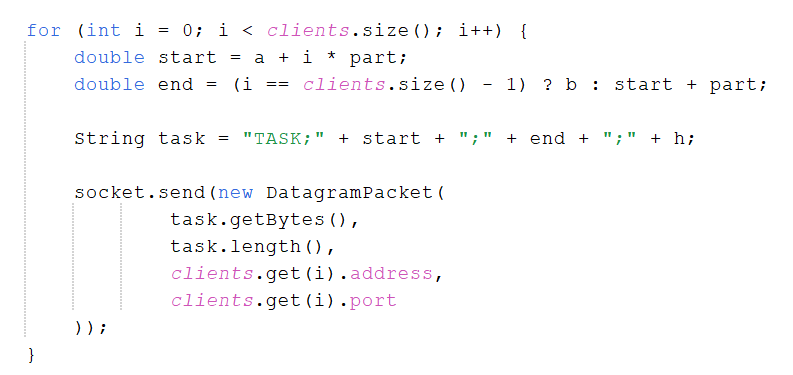 for (int i = 0; i < clients.size(); i++) {
    double start = a + i * part;
    double end = (i == clients.size() - 1) ? b : start + part;

    String task = "TASK;" + start + ";" + end + ";" + h;

    socket.send(new DatagramPacket(
            task.getBytes(),
            task.length(),
            clients.get(i).address,
            clients.get(i).port
    ));
}